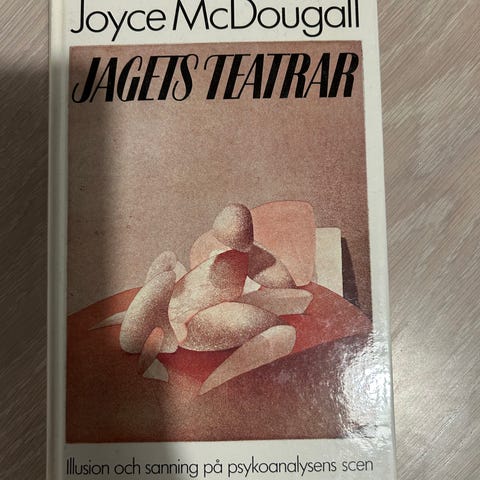 Joyce McDougall
JAGETS TEATRAR
Illusion och sanning på psykoanalysens scen